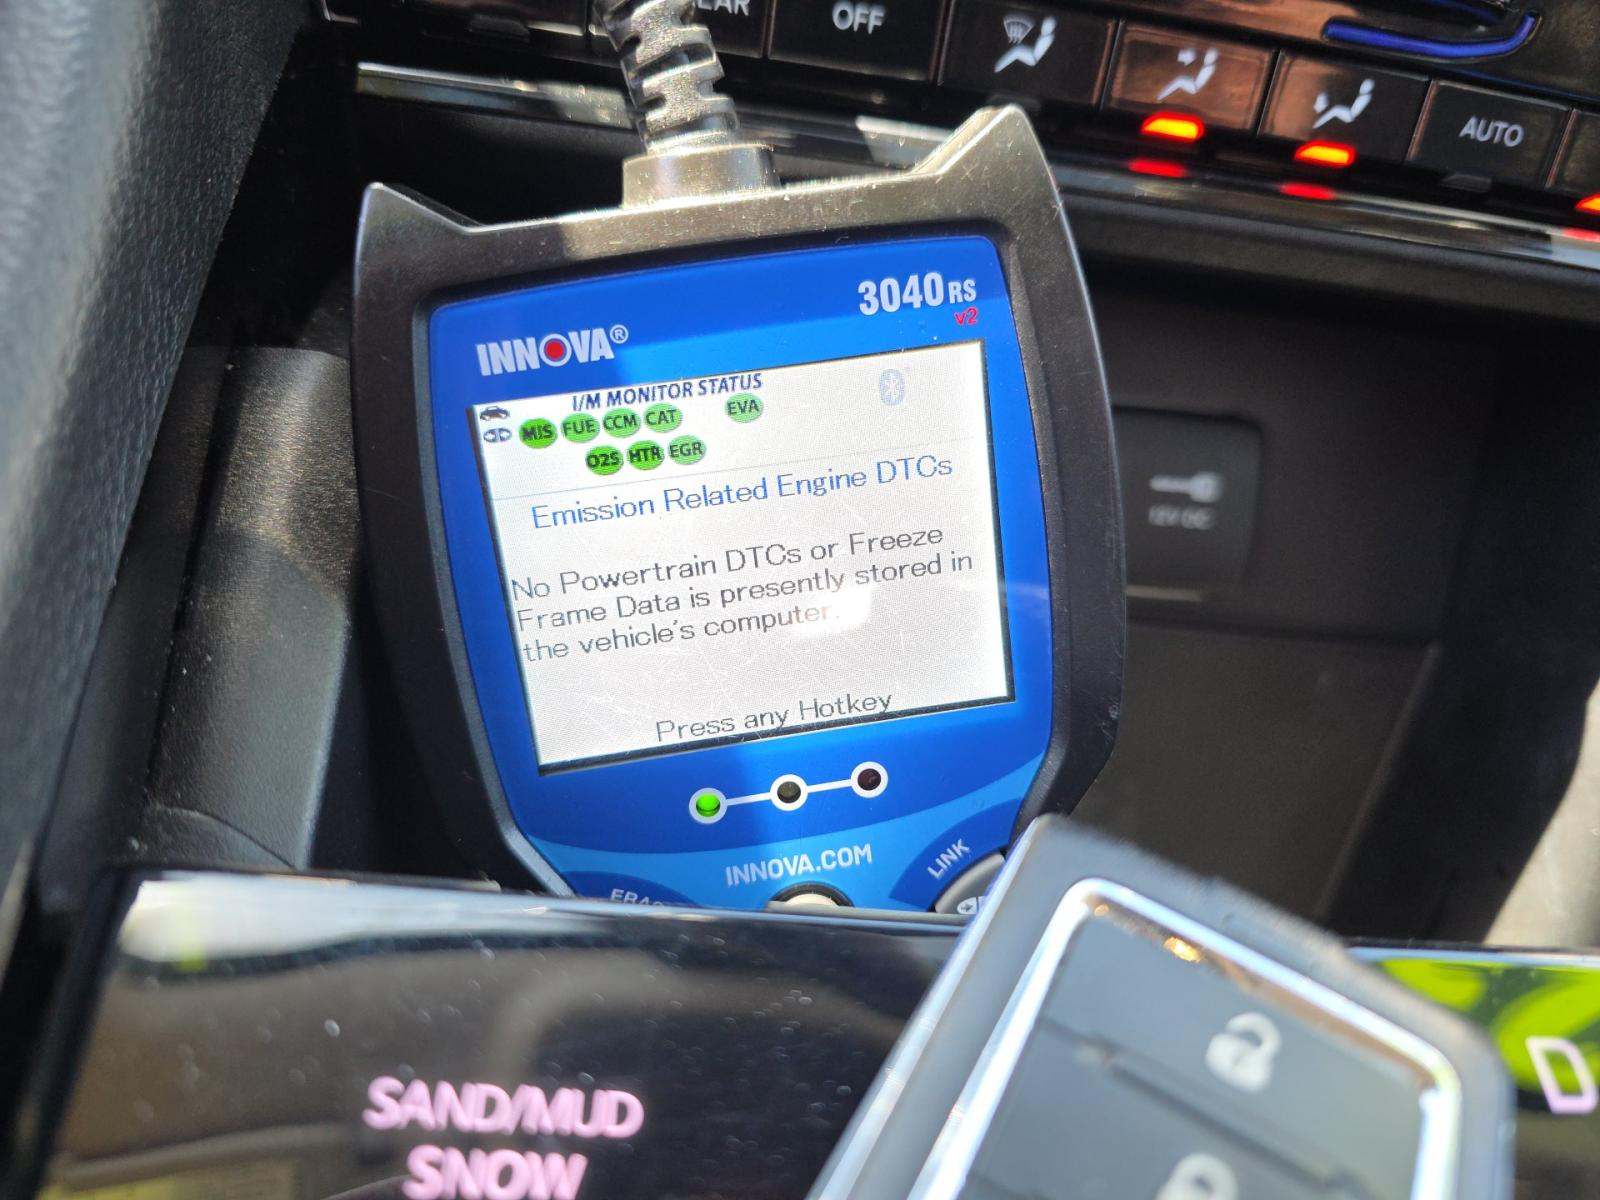 OFF
AUTO
3040RS
v2
INNOVA®
I/M MONITOR STATUS
MIS FUE CCM CAT EVA
O2S HTR EGR
Emission Related Engine DTCs
No Powertrain DTCs or Freeze
Frame Data is presently stored in
the vehicle's computer.
Press any Hotkey
INNOVA.COM
LINK
SAND/MUD
SNOW